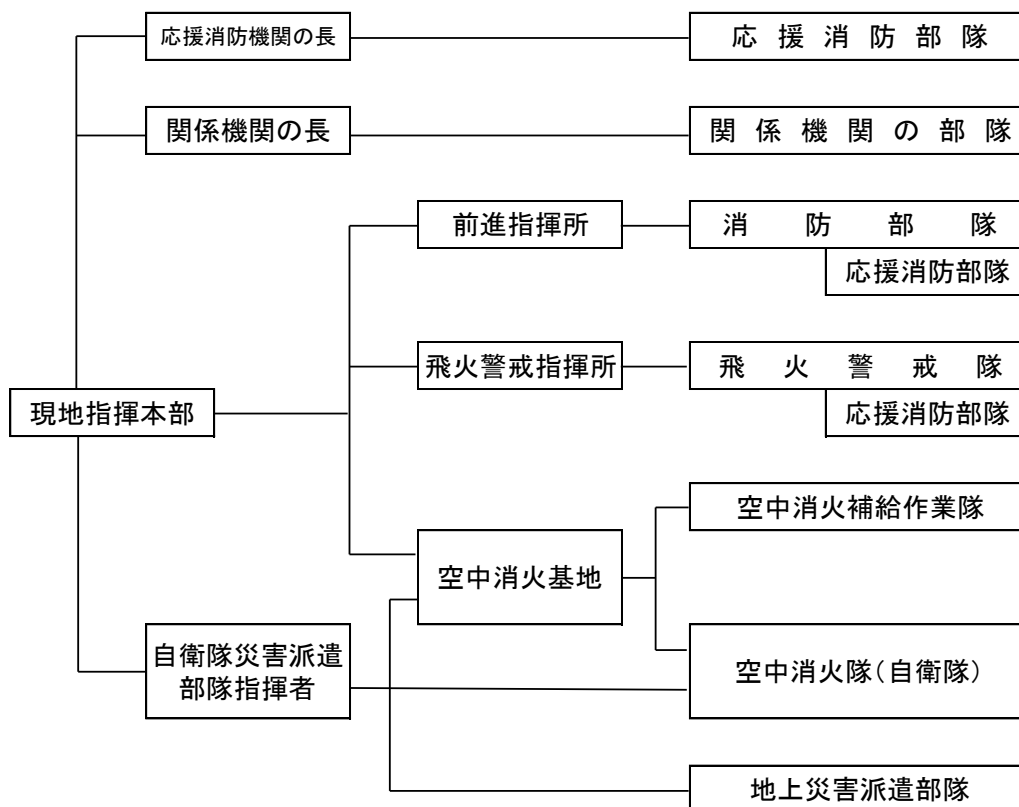 応援消防機関の長
応援消防部隊
関係機関の長
関係機関の部隊
前進指揮所
消防部隊
応援消防部隊
飛火警戒指揮所
飛火警戒隊
応援消防部隊
現地指揮本部
空中消火補給作業隊
空中消火基地
自衛隊災害派遣
部隊指揮者
空中消火隊(自衛隊)
地上災害派遣部隊